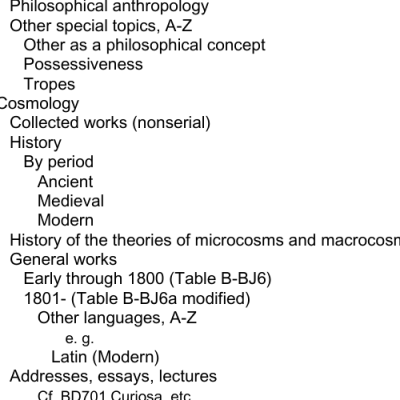 Philosophical anthropology
Other special topics, A-Z
Other as a philosophical concept
Possessiveness
Tropes
Cosmology
Collected works (nonserial)
History
By period
Ancient
Medieval
Modern
History of the theories of microcosms and macrocosm
General works
Early through 1800 (Table B-BJ6)
1801- (Table B-BJ6a modified)
Other languages, A-Z
e. g.
Latin (Modern)
Addresses, essays, lectures
Cf. BD701 Curiosa, etc.